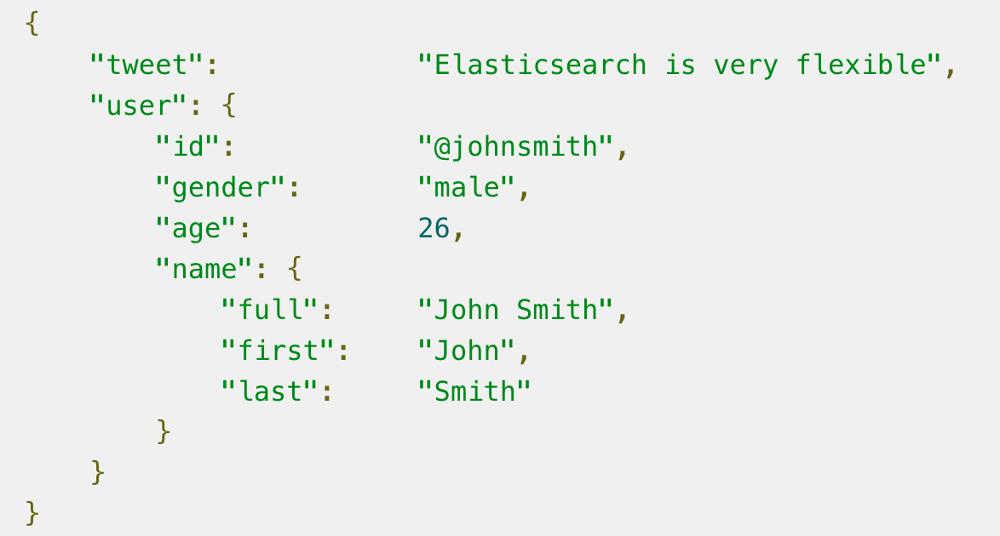 {
    "tweet":            "Elasticsearch is very flexible",
    "user": {
        "id":           "@johnsmith",
        "gender":       "male",
        "age":          26,
        "name": {
            "full":     "John Smith",
            "first":    "John",
            "last":     "Smith"
        }
    }
}